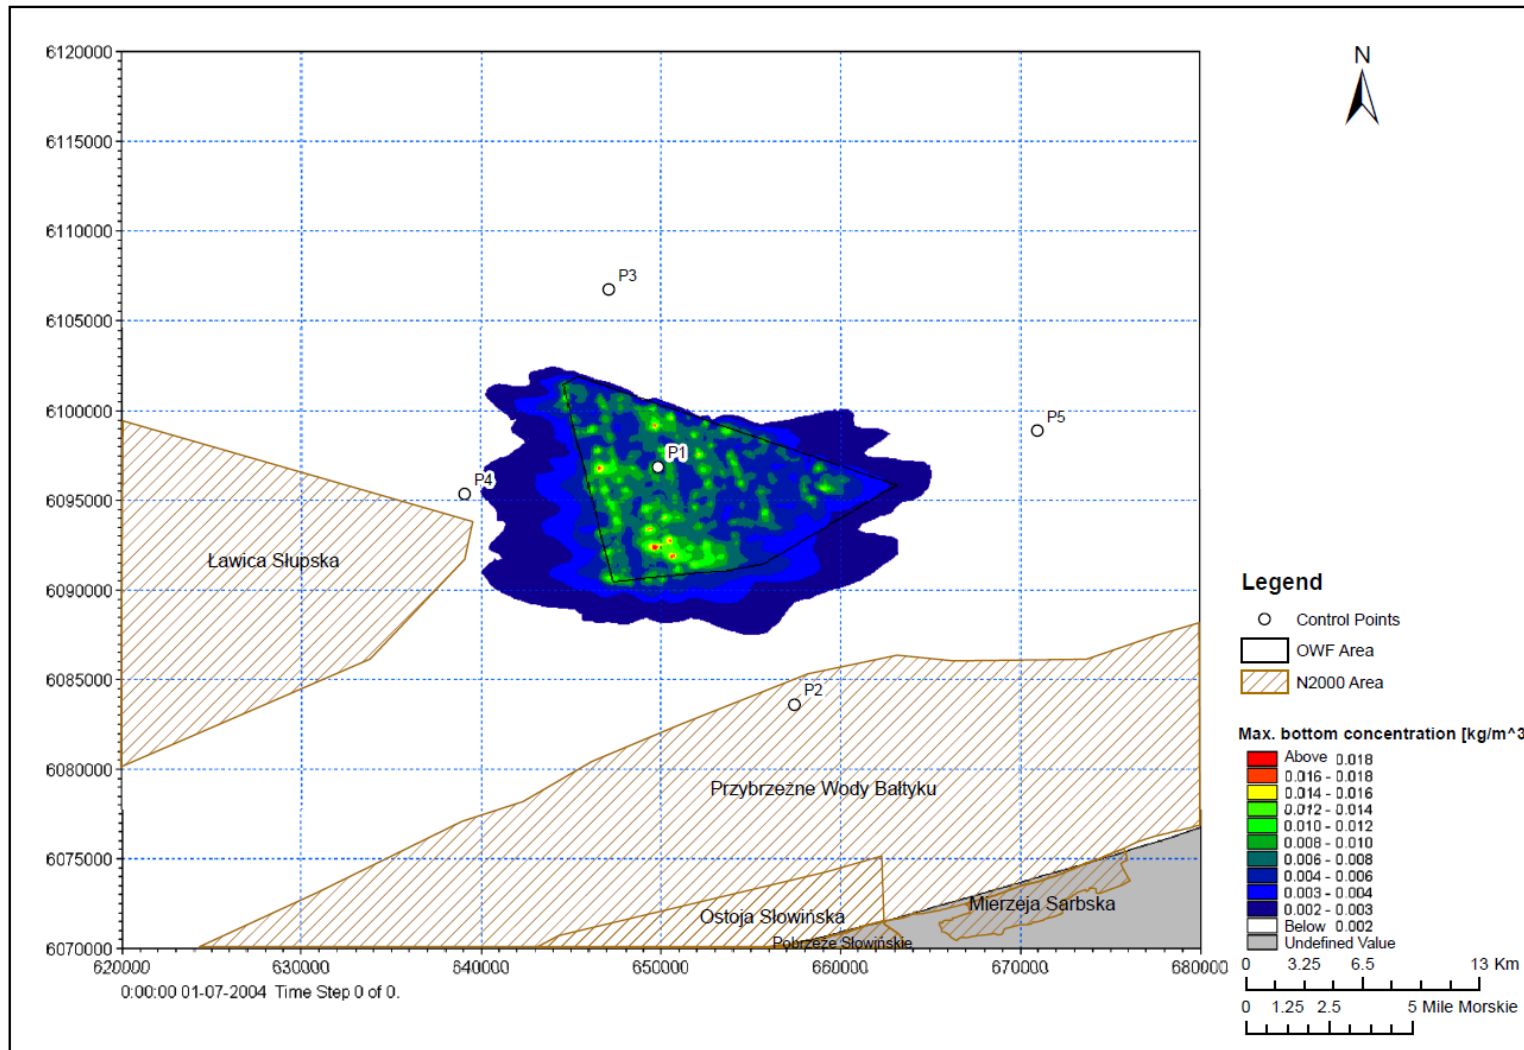 N
6120000
6115000
6110000
6105000
6100000
6095000
6090000
6085000
6080000
6075000
6070000
620000 630000 640000 650000 660000 670000 680000
P3
P5
P1
P4
P2
Ławica Słupska
Przybrzeżne Wody Bałtyku
Ostoja Słowińska
Mierzeja Sarbska
Pobrzeże Słowińskie
0:00:00 01-07-2004 Time Step 0 of 0.
Legend
Control Points
OWF Area
N2000 Area
Max. bottom concentration [kg/m^3
Above 0.018
0.016 - 0.018
0.014 - 0.016
0.012 - 0.014
0.010 - 0.012
0.008 - 0.010
0.006 - 0.008
0.004 - 0.006
0.003 - 0.004
0.002 - 0.003
Below 0.002
Undefined Value
0 3.25 6.5 13 Km
0 1.25 2.5 5 Mile Morskie